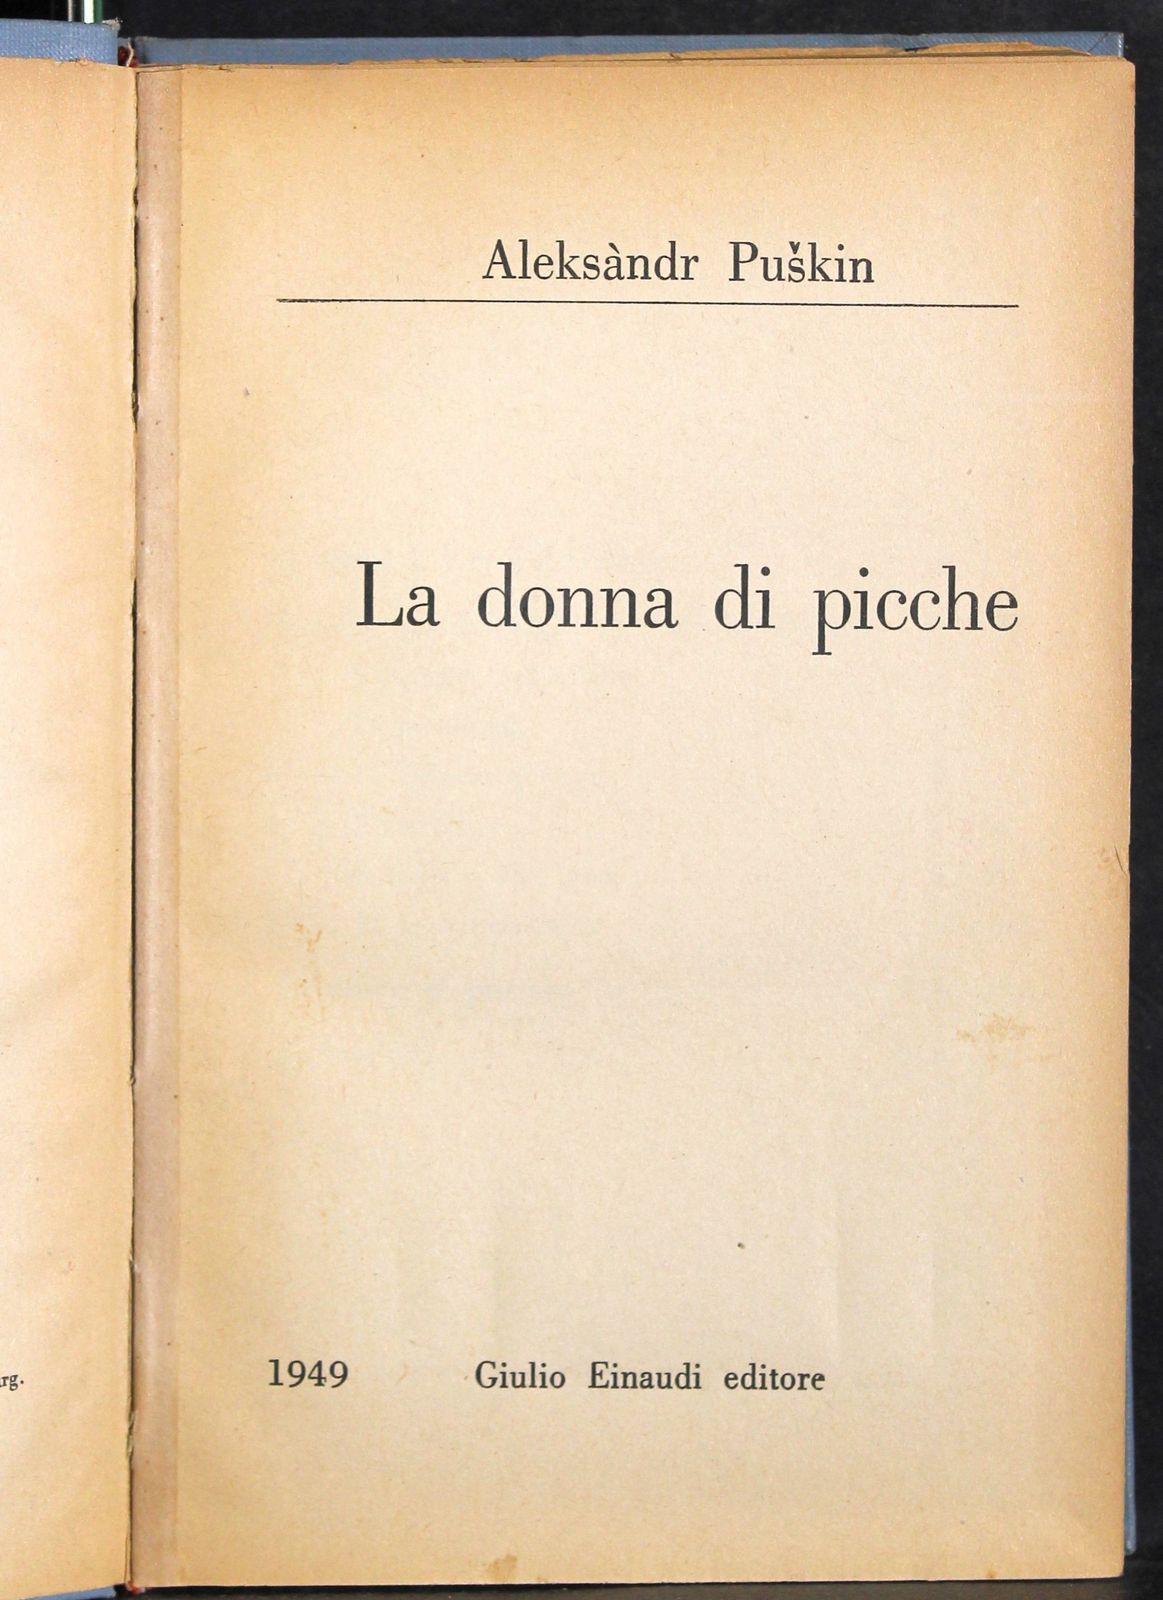 Aleksàndr Puškin
La donna di picche
1949 Giulio Einaudi editore